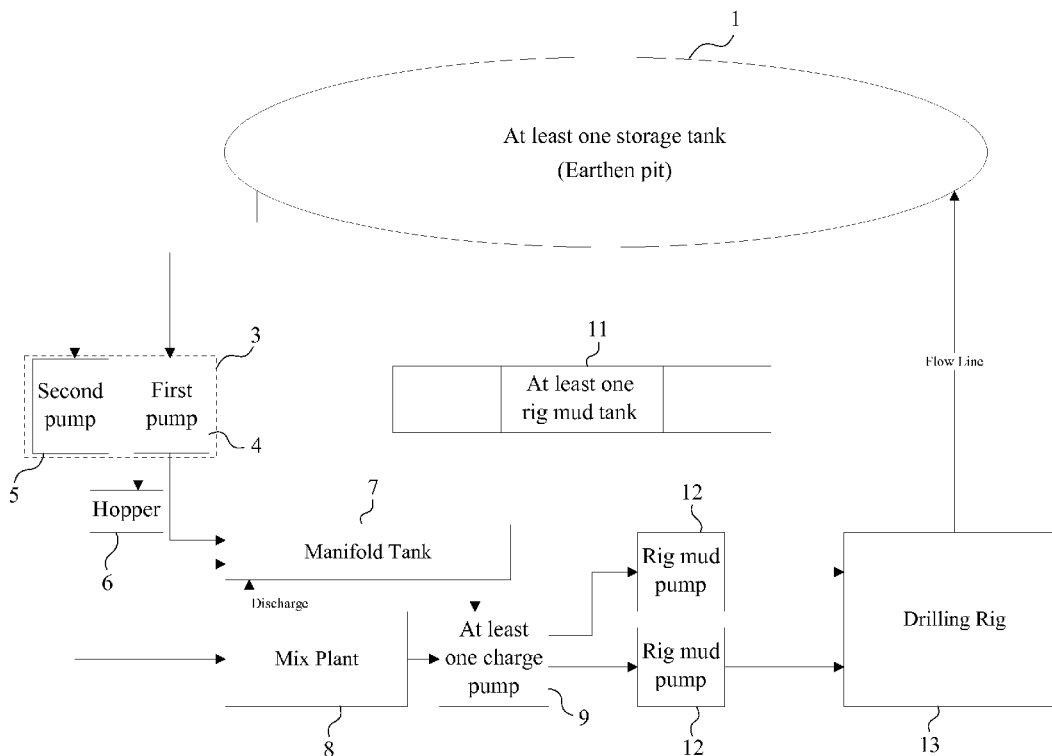 1
At least one storage tank
(Earthen pit)
3
11
Flow Line
Second
pump
First
pump
At least one
rig mud tank
4
5
Hopper
6
7
Manifold Tank
12
Rig mud
pump
Discharge
Mix Plant
At least
one charge
pump
Rig mud
pump
Drilling Rig
8
9
12
13